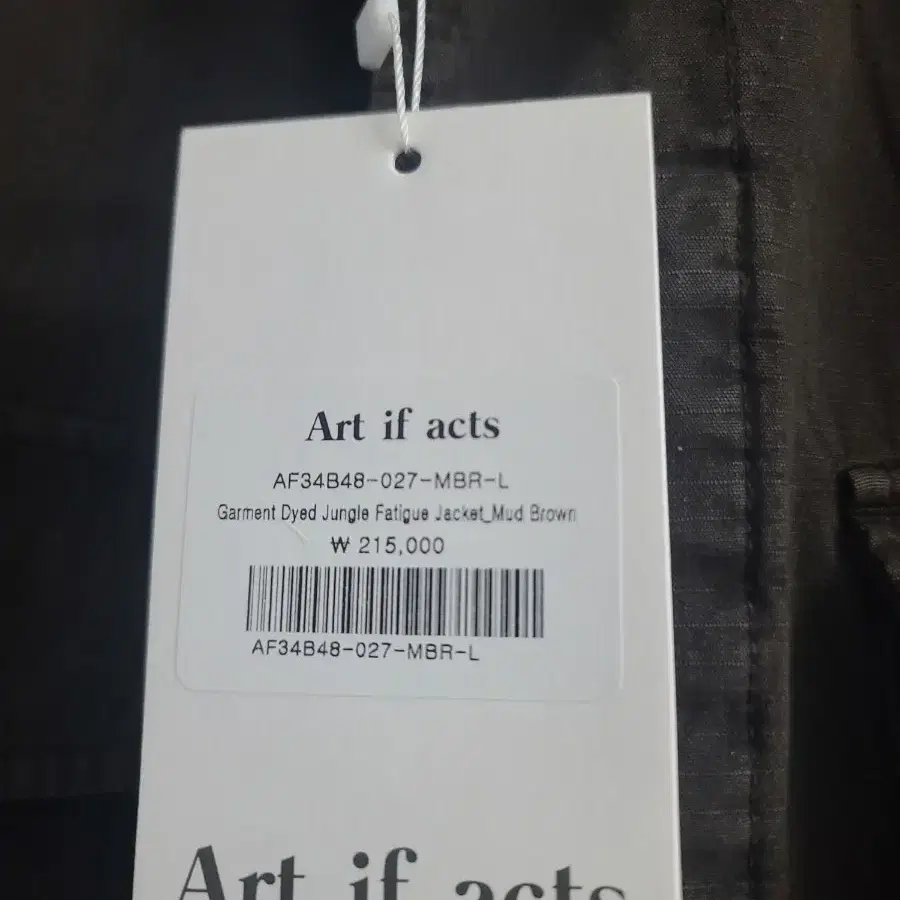 Art if acts
AF34B48-027-MBR-L
Garment Dyed Jungle Fatigue Jacket_Mud Brown
₩ 215,000
AF34B48-027-MBR-L
Art if acts